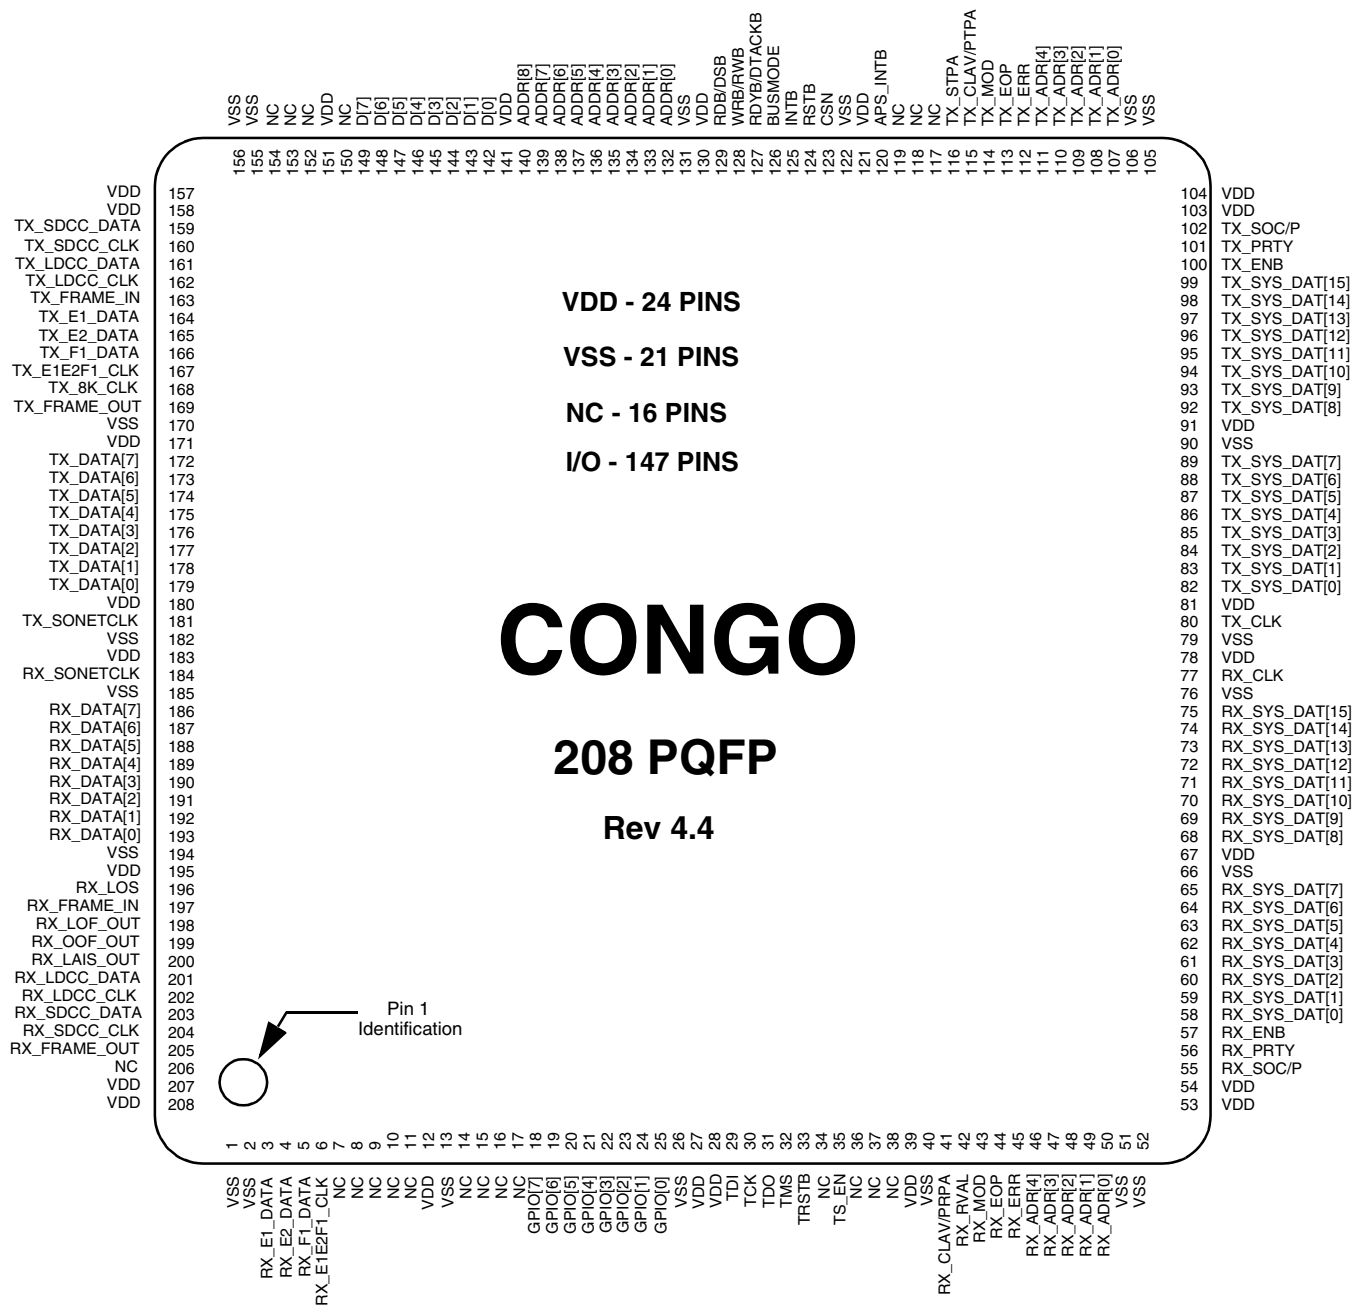 156 VSS
155 VSS
154 NC
153 NC
152 NC
151 VDD
150 NC
149 D[7]
148 D[6]
147 D[5]
146 D[4]
145 D[3]
144 D[2]
143 D[1]
142 D[0]
141 VDD
140 ADDR[8]
139 ADDR[7]
138 ADDR[6]
137 ADDR[5]
136 ADDR[4]
135 ADDR[3]
134 ADDR[2]
133 ADDR[1]
132 ADDR[0]
131 VSS
130 VDD
129 RDB/DSB
128 WRB/RWB
127 RDYB/DTACKB
126 BUSMODE
125 INTB
124 RSTB
123 CSN
122 VSS
121 VDD
120 APS_INTB
119 NC
118 NC
117 NC
116 TX_STPA
115 TX_CLAV/PTPA
114 TX_MOD
113 TX_EOP
112 TX_ERR
111 TX_ADR[4]
110 TX_ADR[3]
109 TX_ADR[2]
108 TX_ADR[1]
107 TX_ADR[0]
106 VSS
105 VSS
VDD 157
VDD 158
TX_SDCC_DATA 159
TX_SDCC_CLK 160
TX_LDCC_DATA 161
TX_LDCC_CLK 162
TX_FRAME_IN 163
TX_E1_DATA 164
TX_E2_DATA 165
TX_F1_DATA 166
TX_E1E2F1_CLK 167
TX_8K_CLK 168
TX_FRAME_OUT 169
VSS 170
VDD 171
TX_DATA[7] 172
TX_DATA[6] 173
TX_DATA[5] 174
TX_DATA[4] 175
TX_DATA[3] 176
TX_DATA[2] 177
TX_DATA[1] 178
TX_DATA[0] 179
VDD 180
TX_SONETCLK 181
VSS 182
VDD 183
RX_SONETCLK 184
VSS 185
RX_DATA[7] 186
RX_DATA[6] 187
RX_DATA[5] 188
RX_DATA[4] 189
RX_DATA[3] 190
RX_DATA[2] 191
RX_DATA[1] 192
RX_DATA[0] 193
VSS 194
VDD 195
RX_LOS 196
RX_FRAME_IN 197
RX_LOF_OUT 198
RX_OOF_OUT 199
RX_LAIS_OUT 200
RX_LDCC_DATA 201
RX_LDCC_CLK 202
RX_SDCC_DATA 203
RX_SDCC_CLK 204
RX_FRAME_OUT 205
NC 206
VDD 207
VDD 208
VDD - 24 PINS
VSS - 21 PINS
NC - 16 PINS
I/O - 147 PINS
CONGO
208 PQFP
Rev 4.4
Pin 1
Identification
104 VDD
103 VDD
102 TX_SOC/P
101 TX_PRTY
100 TX_ENB
99 TX_SYS_DAT[15]
98 TX_SYS_DAT[14]
97 TX_SYS_DAT[13]
96 TX_SYS_DAT[12]
95 TX_SYS_DAT[11]
94 TX_SYS_DAT[10]
93 TX_SYS_DAT[9]
92 TX_SYS_DAT[8]
91 VDD
90 VSS
89 TX_SYS_DAT[7]
88 TX_SYS_DAT[6]
87 TX_SYS_DAT[5]
86 TX_SYS_DAT[4]
85 TX_SYS_DAT[3]
84 TX_SYS_DAT[2]
83 TX_SYS_DAT[1]
82 TX_SYS_DAT[0]
81 VDD
80 TX_CLK
79 VSS
78 VDD
77 RX_CLK
76 VSS
75 RX_SYS_DAT[15]
74 RX_SYS_DAT[14]
73 RX_SYS_DAT[13]
72 RX_SYS_DAT[12]
71 RX_SYS_DAT[11]
70 RX_SYS_DAT[10]
69 RX_SYS_DAT[9]
68 RX_SYS_DAT[8]
67 VDD
66 VSS
65 RX_SYS_DAT[7]
64 RX_SYS_DAT[6]
63 RX_SYS_DAT[5]
62 RX_SYS_DAT[4]
61 RX_SYS_DAT[3]
60 RX_SYS_DAT[2]
59 RX_SYS_DAT[1]
58 RX_SYS_DAT[0]
57 RX_ENB
56 RX_PRTY
55 RX_SOC/P
54 VDD
53 VDD
VSS 1
VSS 2
RX_E1_DATA 3
RX_E2_DATA 4
RX_F1_DATA 5
RX_E1E2F1_CLK 6
NC 7
NC 8
NC 9
NC 10
NC 11
VDD 12
VSS 13
NC 14
NC 15
NC 16
NC 17
GPIO[7] 18
GPIO[6] 19
GPIO[5] 20
GPIO[4] 21
GPIO[3] 22
GPIO[2] 23
GPIO[1] 24
GPIO[0] 25
VSS 26
VDD 27
VDD 28
TDI 29
TCK 30
TDO 31
TMS 32
TRSTB 33
NC 34
TS_EN 35
NC 36
NC 37
NC 38
VDD 39
VSS 40
RX_CLAV/PRPA 41
RX_RVAL 42
RX_MOD 43
RX_EOP 44
RX_ERR 45
RX_ADR[4] 46
RX_ADR[3] 47
RX_ADR[2] 48
RX_ADR[1] 49
RX_ADR[0] 50
VSS 51
VSS 52